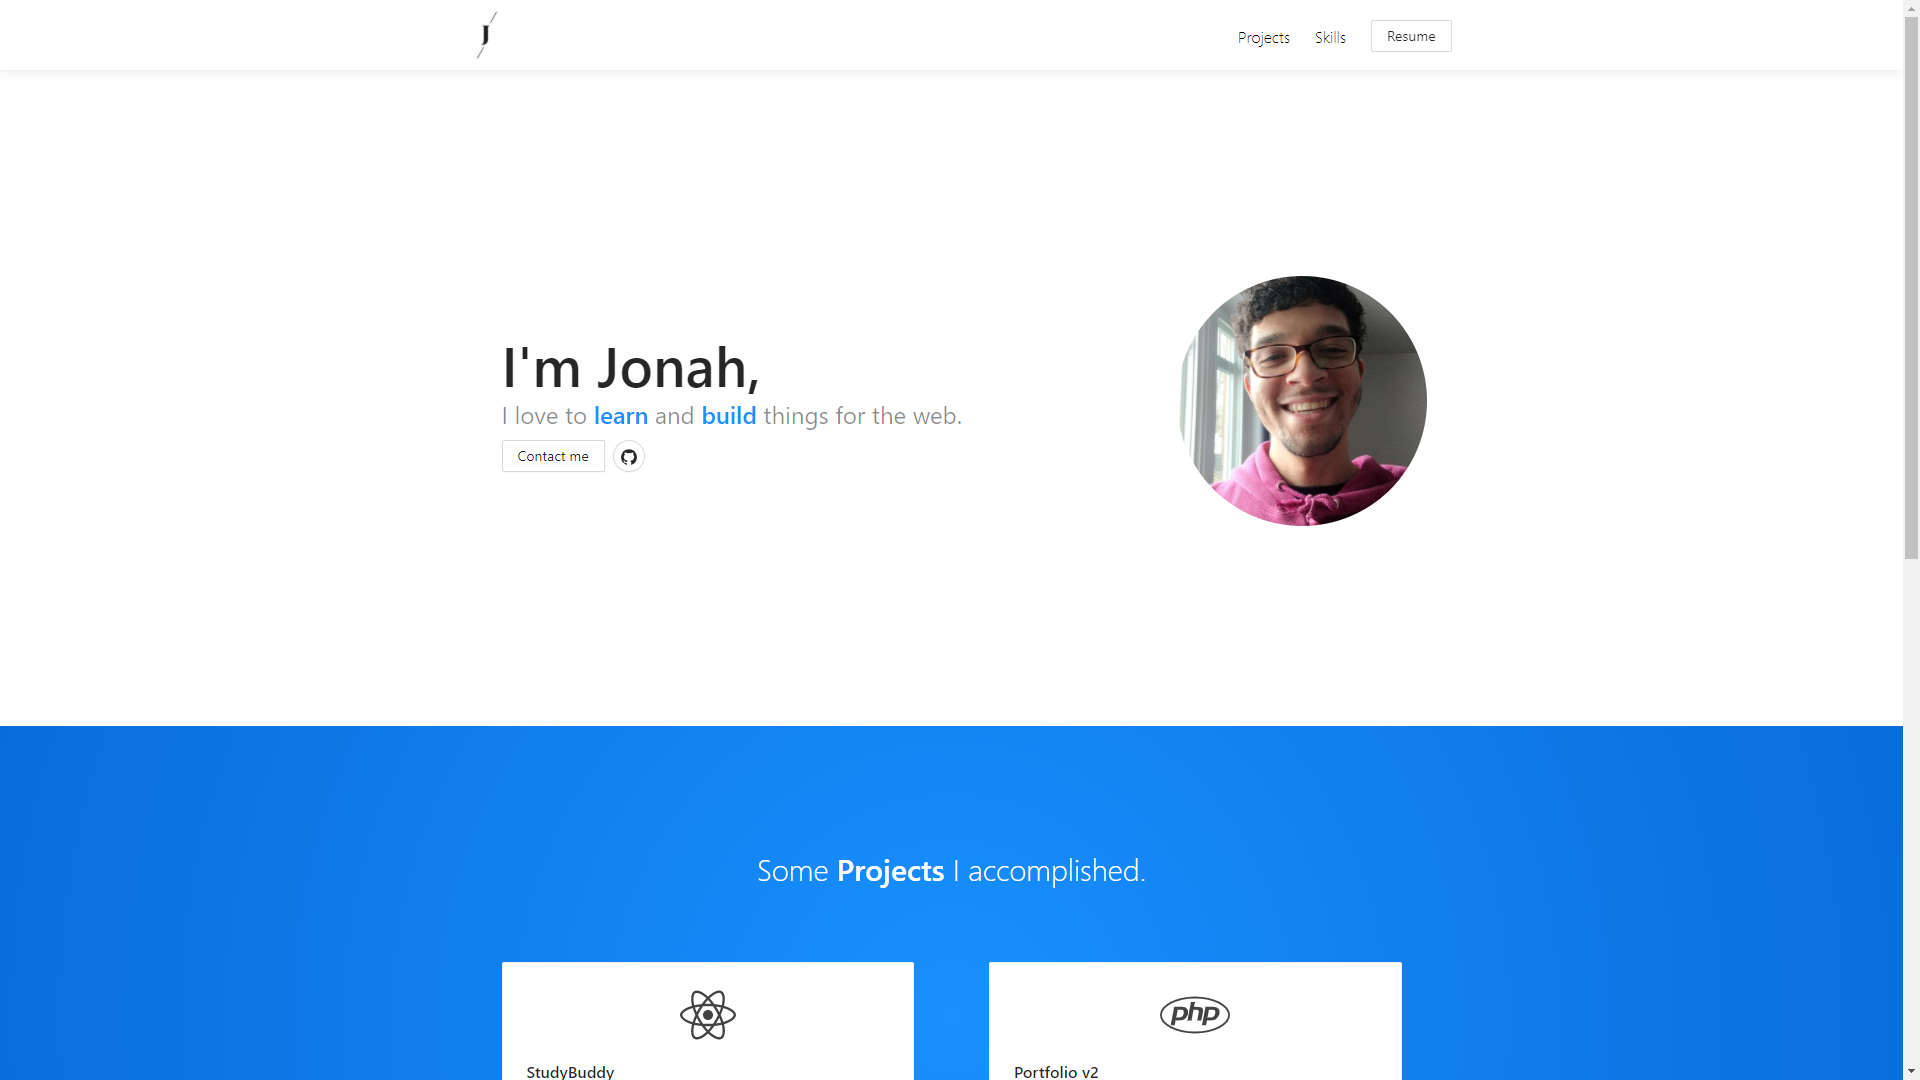 J
Projects Skills Resume
I'm Jonah,
I love to learn and build things for the web.
Contact me
Some Projects I accomplished.
php
StudyBuddy Portfolio v2